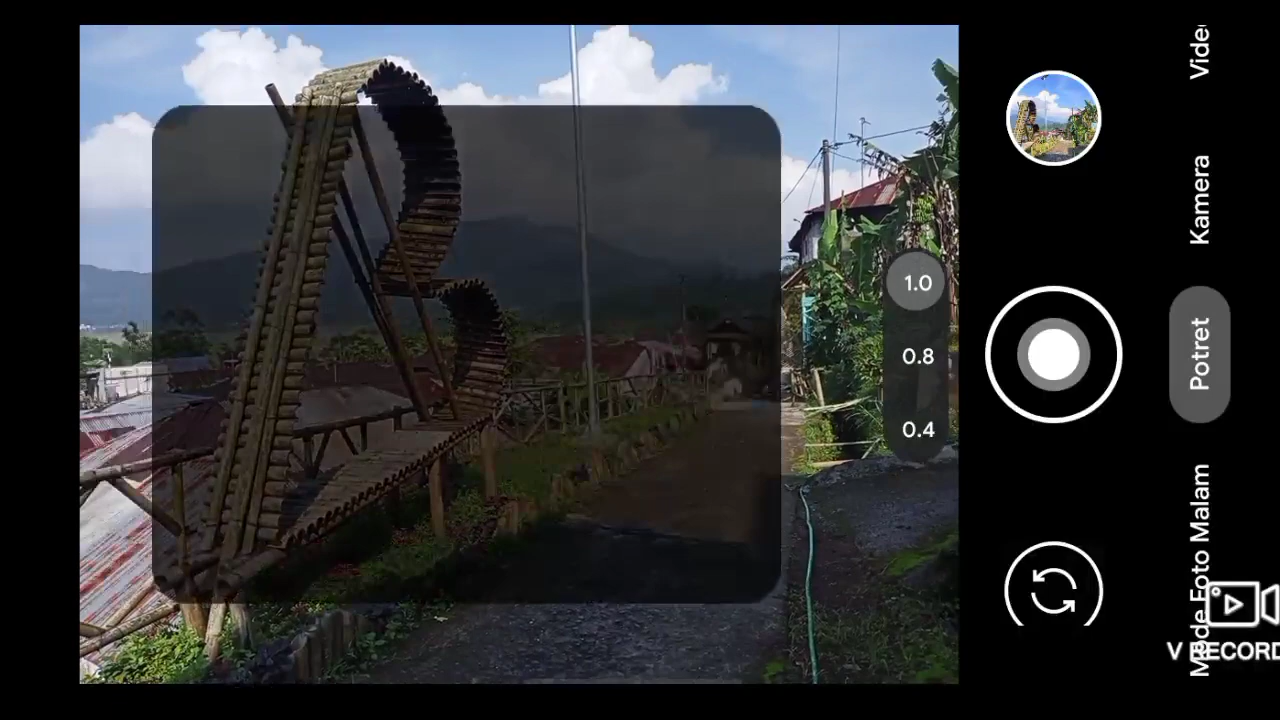 Video
Kamera
Potret
Mode Foto Malam
1.0
0.8
0.4
V RECORD